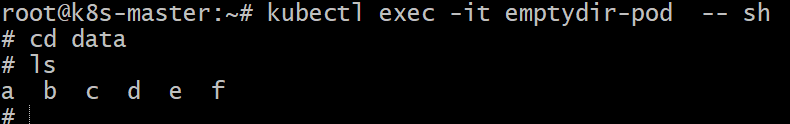 root@k8s-master:~# kubectl exec -it emptydir-pod  -- sh
# cd data
# ls
a  b  c  d  e  f
#